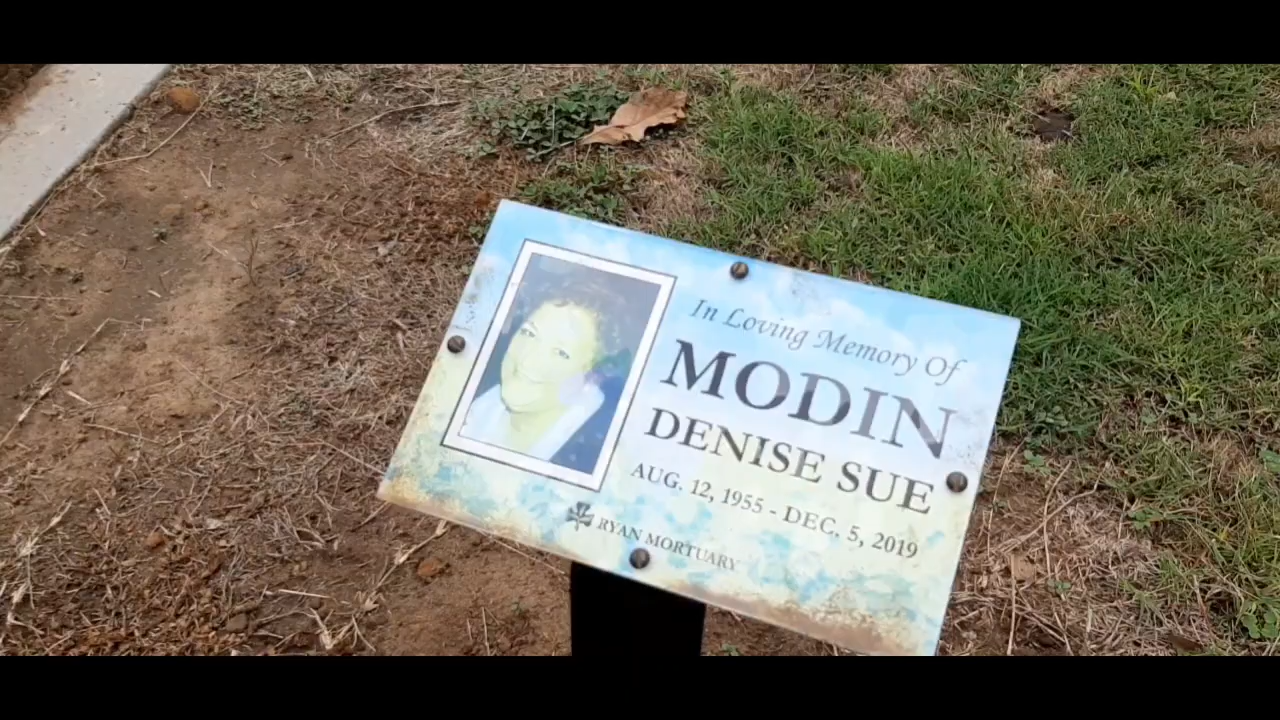 In Loving Memory Of
MODIN
DENISE SUE
AUG. 12, 1955 - DEC. 5, 2019
RYAN MORTUARY